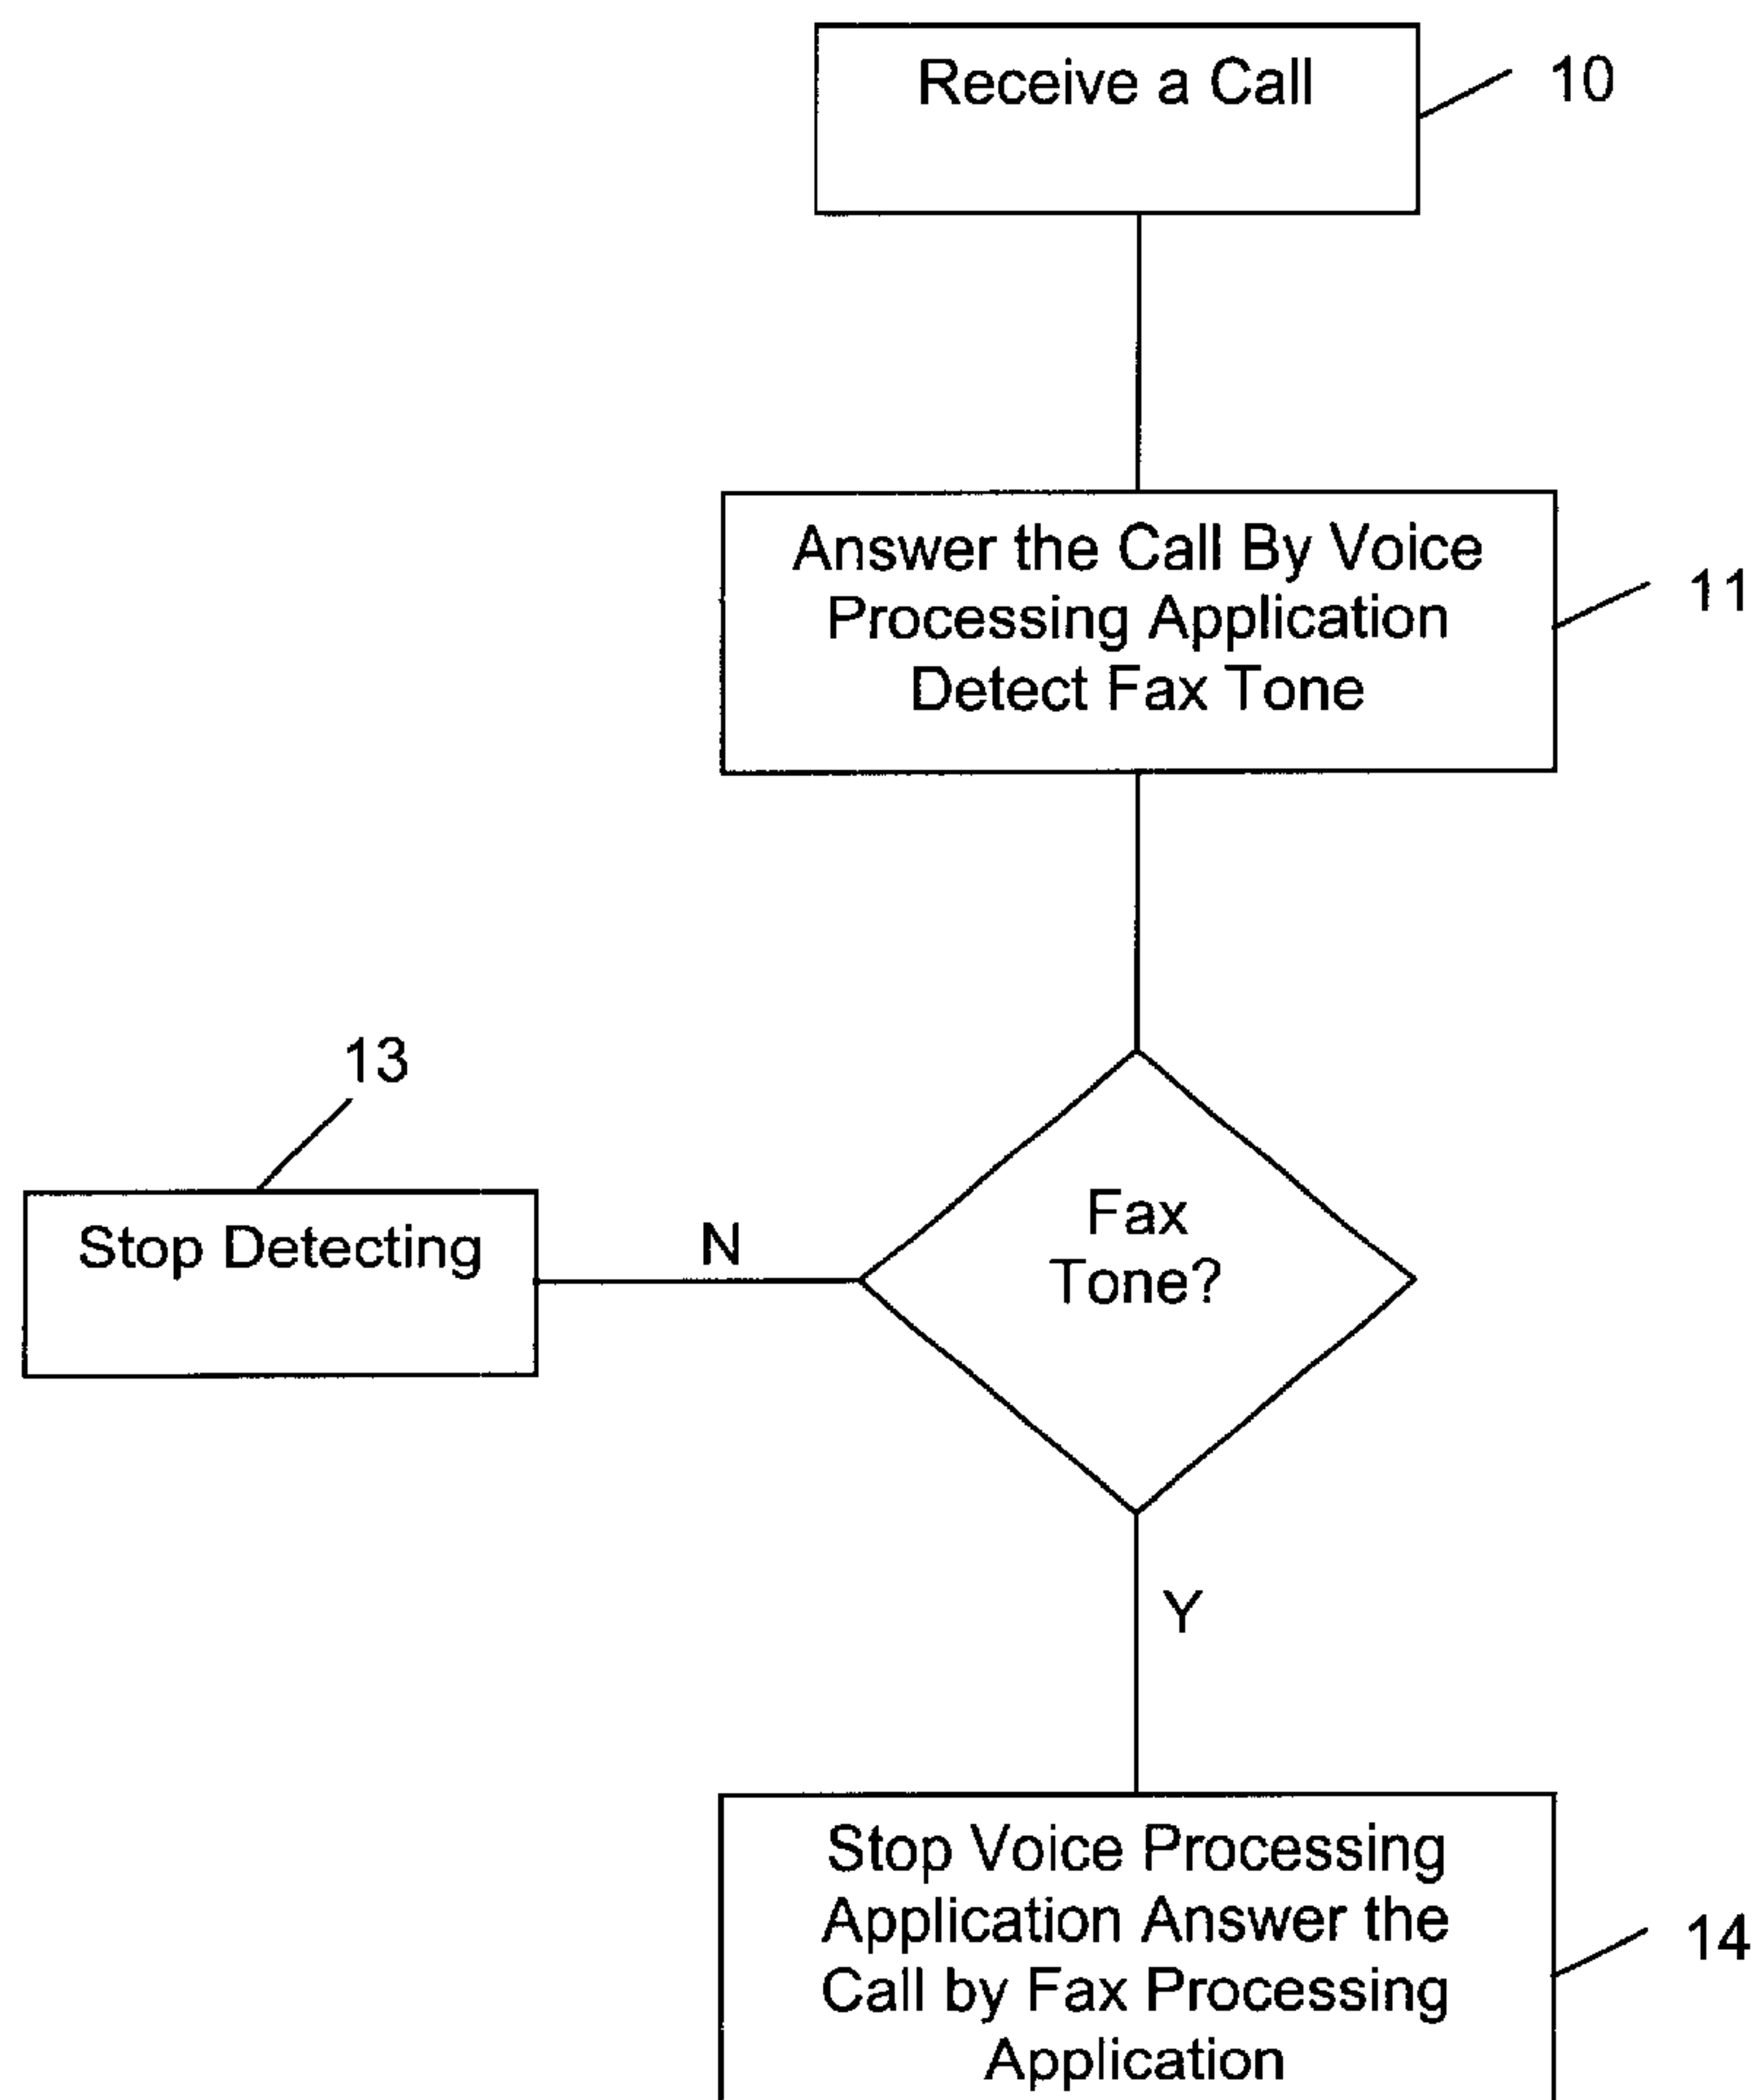 Receive a Call
10
Answer the Call By Voice
Processing Application
Detect Fax Tone
11
13
Stop Detecting
N
Fax
Tone?
Y
Stop Voice Processing
Application Answer the
Call by Fax Processing
Application
14